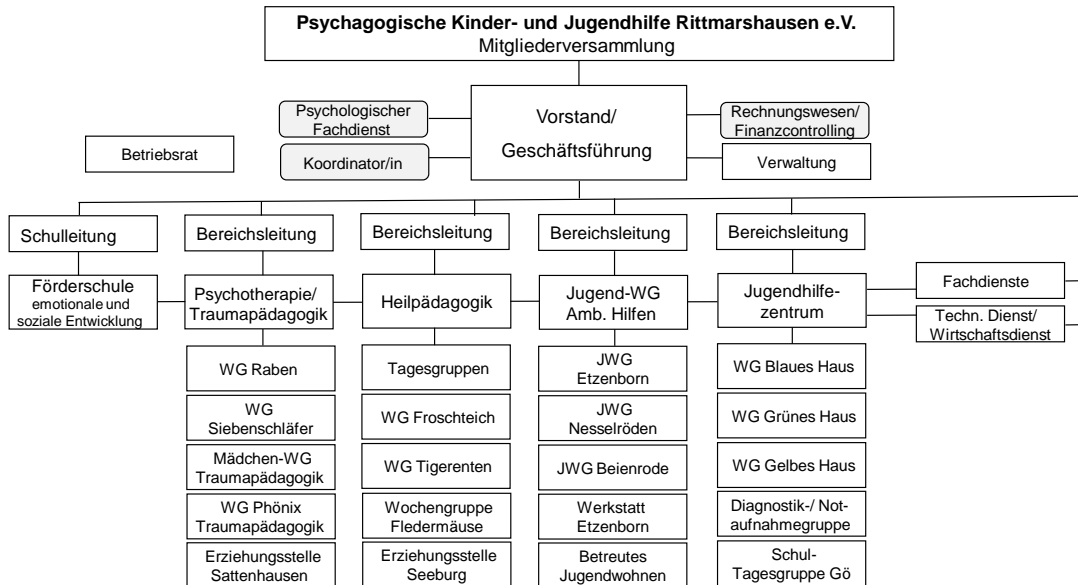 Psychagogische Kinder- und Jugendhilfe Rittmarshausen e.V.
Mitgliederversammlung
Psychologischer
Fachdienst
Vorstand/
Geschäftsführung
Rechnungswesen/
Finanzcontrolling
Betriebsrat
Koordinator/in
Verwaltung
Schulleitung
Bereichsleitung
Bereichsleitung
Bereichsleitung
Bereichsleitung
Förderschule
emotionale und
soziale Entwicklung
Psychotherapie/
Traumapädagogik
Heilpädagogik
Jugend-WG
Amb. Hilfen
Jugendhilfe-
zentrum
Fachdienste
Techn. Dienst/
Wirtschaftsdienst
WG Raben
Tagesgruppen
JWG
Etzenborn
WG Blaues Haus
WG
Siebenschläfer
WG Froschteich
JWG
Nesselröden
WG Grünes Haus
Mädchen-WG
Traumapädagogik
WG Tigerenten
JWG Beienrode
WG Gelbes Haus
WG Phönix
Traumapädagogik
Wochengruppe
Fledermäuse
Werkstatt
Etzenborn
Diagnostik-/ Not-
aufnahmegruppe
Erziehungsstelle
Sattenhausen
Erziehungsstelle
Seeburg
Betreutes
Jugendwohnen
Schul-
Tagesgruppe Gö